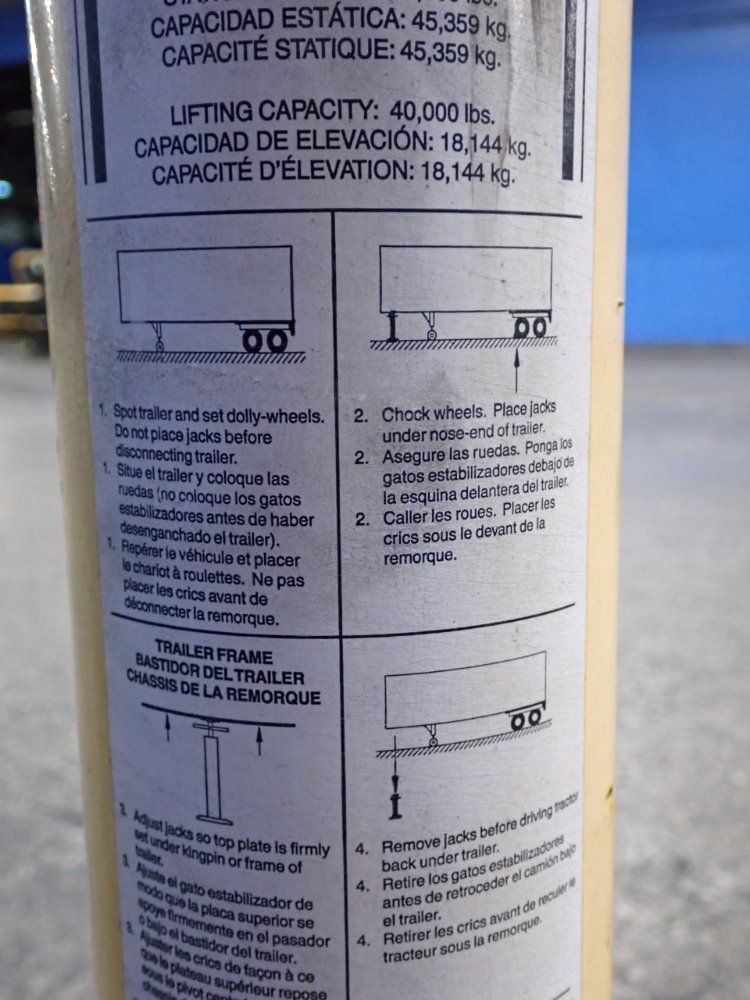 CAPACIDAD ESTÁTICA: 45,359 kg.
CAPACITÉ STATIQUE: 45,359 kg.
LIFTING CAPACITY: 40,000 lbs.
CAPACIDAD DE ELEVACIÓN: 18,144 kg.
CAPACITÉ D'ÉLEVATION: 18,144 kg.
1. Spot trailer and set dolly-wheels.
Do not place jacks before
disconnecting trailer.
1. Situe el trailer y coloque las
ruedas (no coloque los gatos
estabilizadores antes de haber
desenganchado el trailer).
1. Repérer le véhicule et placer
le chariot à roulettes. Ne pas
placer les crics avant de
déconnecter la remorque.
2. Chock wheels. Place jacks
under nose-end of trailer.
2. Asegure las ruedas. Ponga los
gatos estabilizadores debajo de
la esquina delantera del trailer.
2. Caller les roues. Placer les
crics sous le devant de la
remorque.
TRAILER FRAME
BASTIDOR DEL TRAILER
CHASSIS DE LA REMORQUE
3. Adjust jacks so top plate is firmly
set under kingpin or frame of
trailer.
3. Ajuste el gato estabilizador de
modo que la placa superior se
apoye firmemente en el pasador
o bajo el bastidor del trailer.
3. Ajuster les crics de façon à ce
que le plateau supérieur repose
sous le pivot
4. Remove jacks before driving tractor
back under trailer.
4. Retire los gatos estabilizadores
antes de retroceder el camión bajo
el trailer.
4. Retirer les crics avant de reculer le
tracteur sous la remorque.